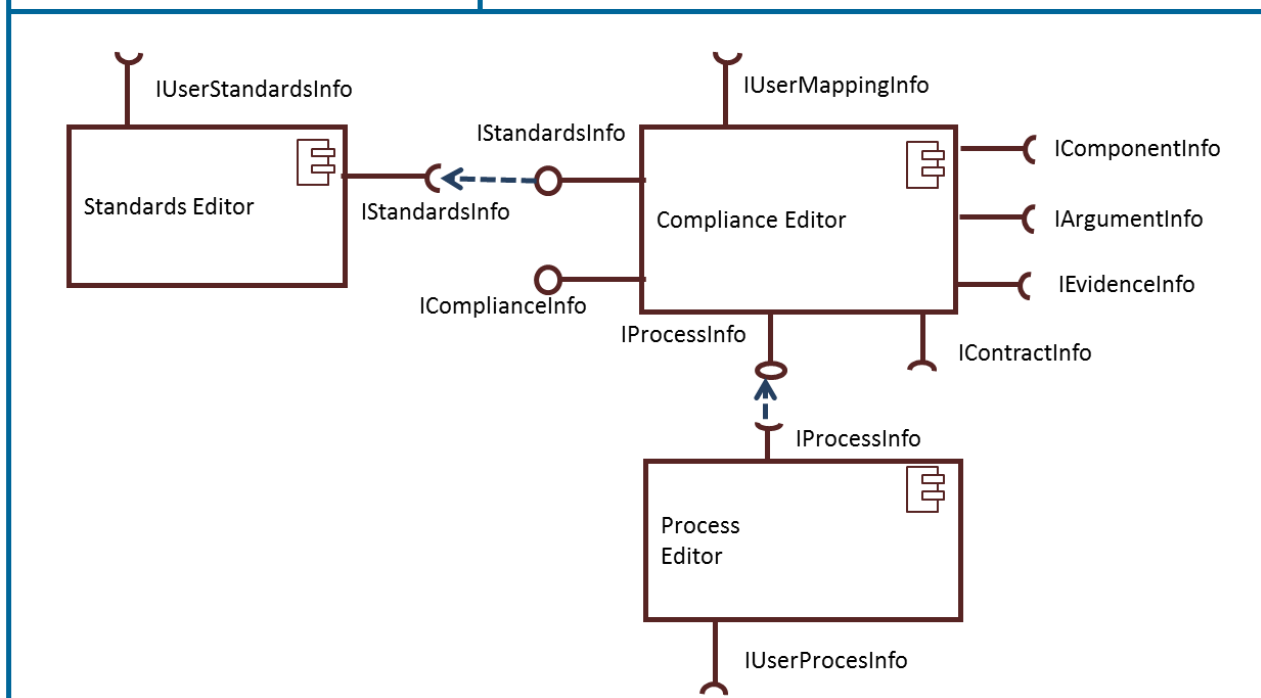 IUserStandardsInfo
IUserMappingInfo
IStandardsInfo
IComponentInfo
Standards Editor
IStandardsInfo
Compliance Editor
IArgumentInfo
IComplianceInfo
IEvidenceInfo
IProcessInfo
IContractInfo
IProcessInfo
Process
Editor
IUserProcesInfo